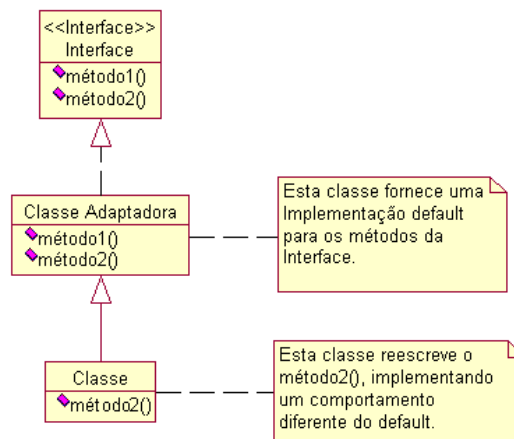 <<Interface>>
Interface
método1()
método2()
Classe Adaptadora
método1()
método2()
Esta classe fornece uma
Implementação default
para os métodos da
Interface.
Classe
método2()
Esta classe reescreve o
método2(), implementando
um comportamento
diferente do default.